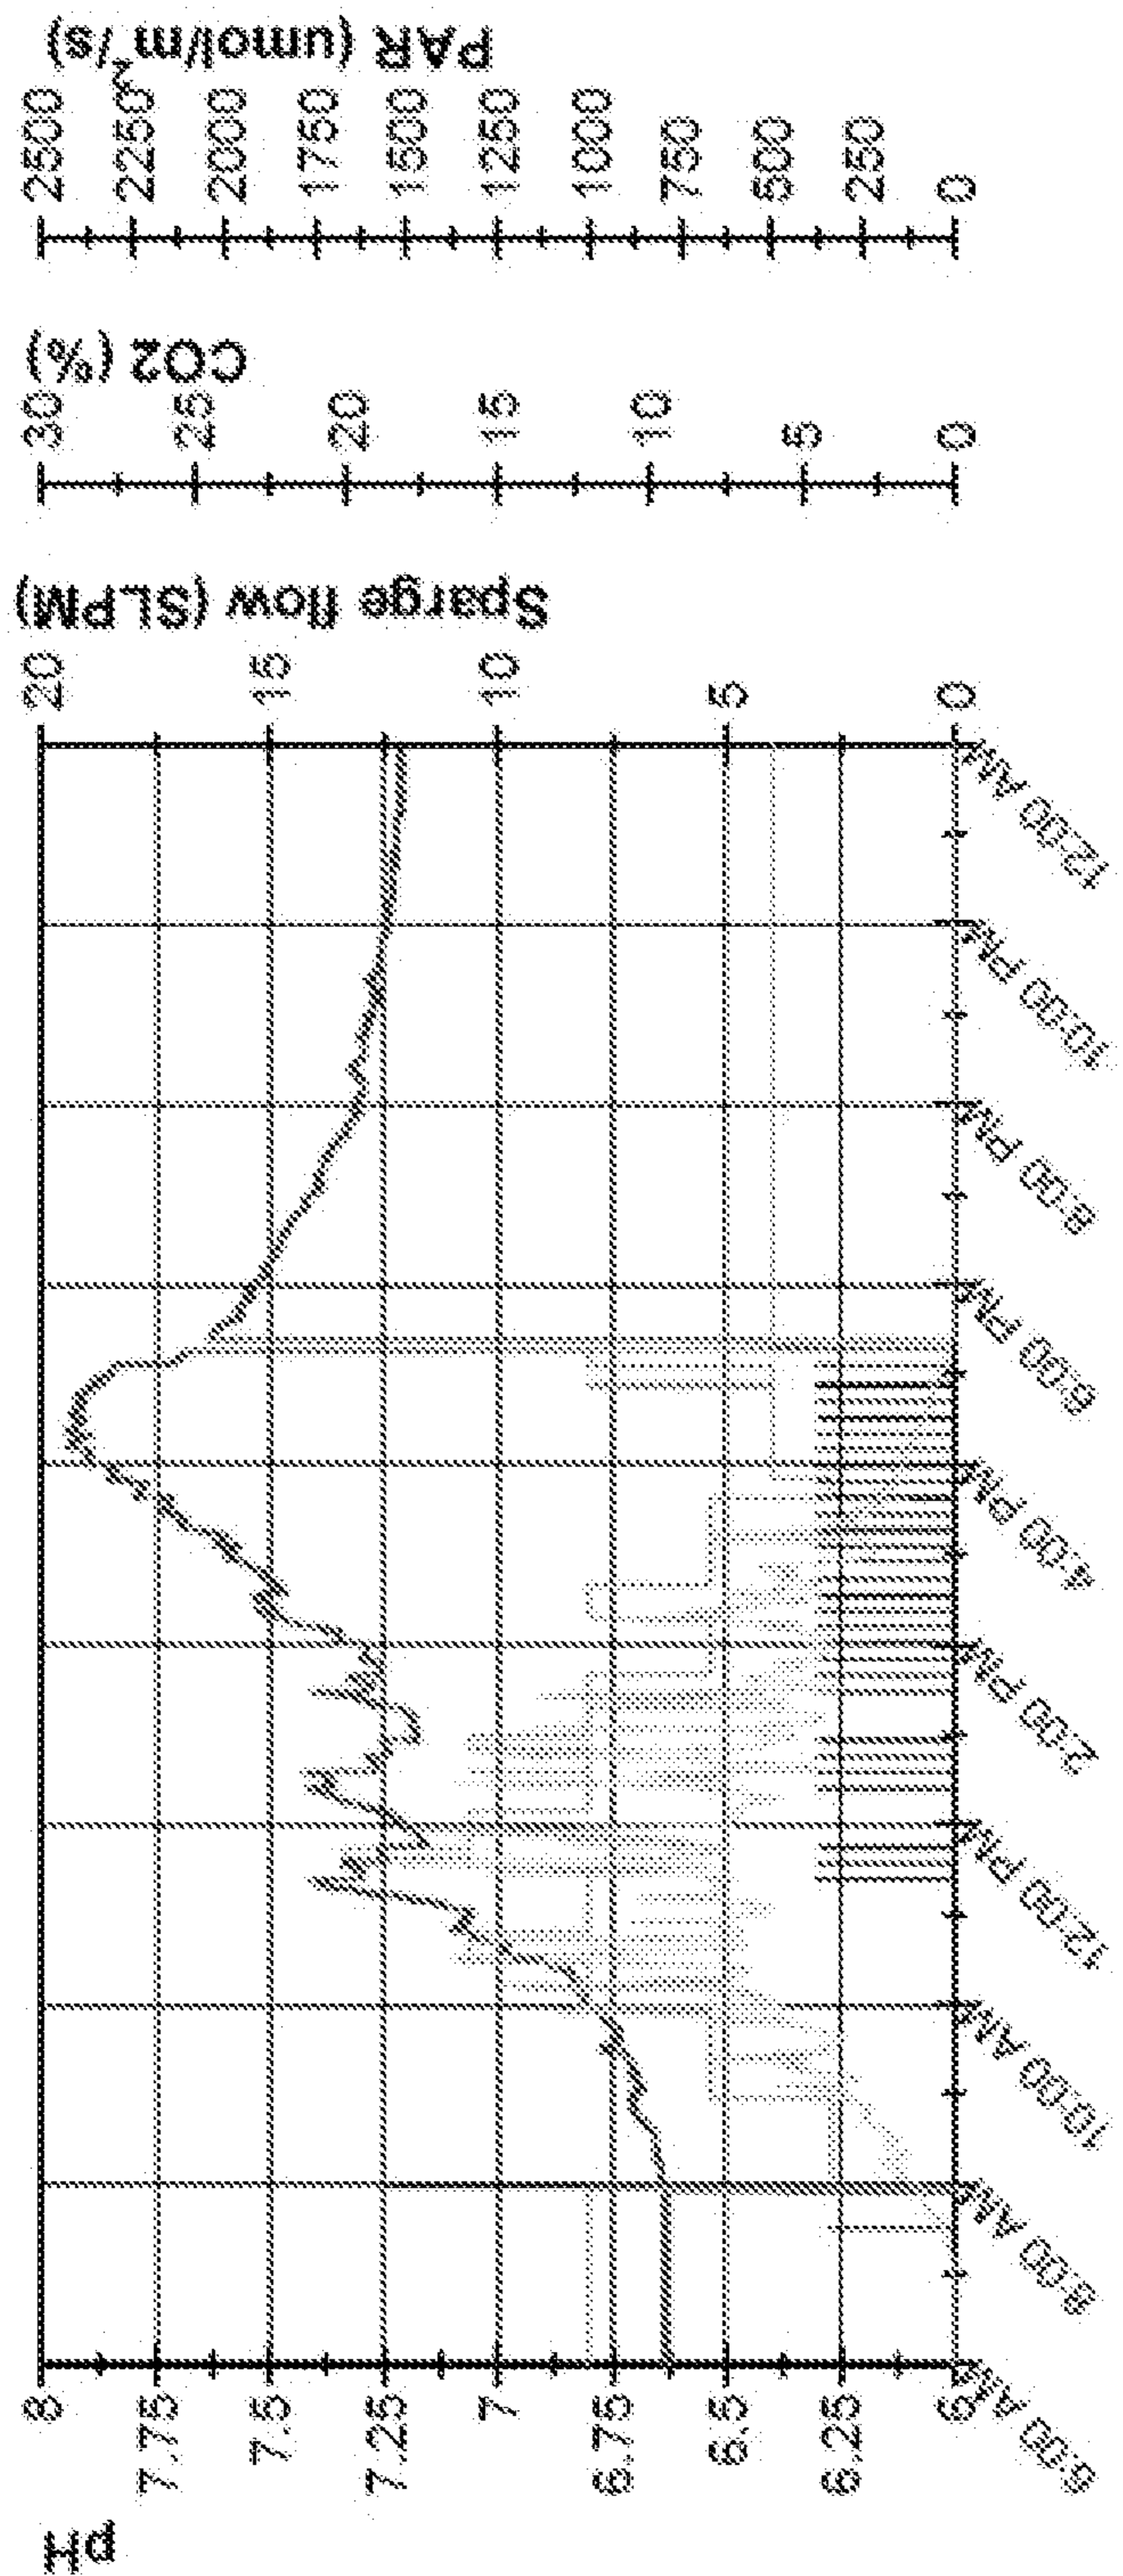 pH
8
7.75
7.5
7.25
7
6.75
6.5
6.25
6
6:00 AM
8:00 AM
10:00 AM
12:00 PM
2:00 PM
4:00 PM
6:00 PM
8:00 PM
10:00 PM
12:00 AM
20
15
10
5
0
Sparge flow (SLPM)
30
25
20
15
10
5
0
CO2 (%)
2500
2250
2000
1750
1500
1250
1000
750
500
250
0
PAR (umol/m²/s)